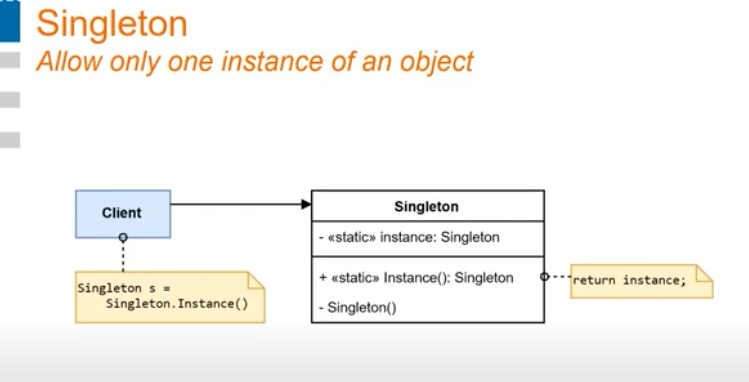 Singleton
Allow only one instance of an object
Client
Singleton
- «static» instance: Singleton
+ «static» Instance(): Singleton
- Singleton()
Singleton s =
Singleton.Instance()
return instance;